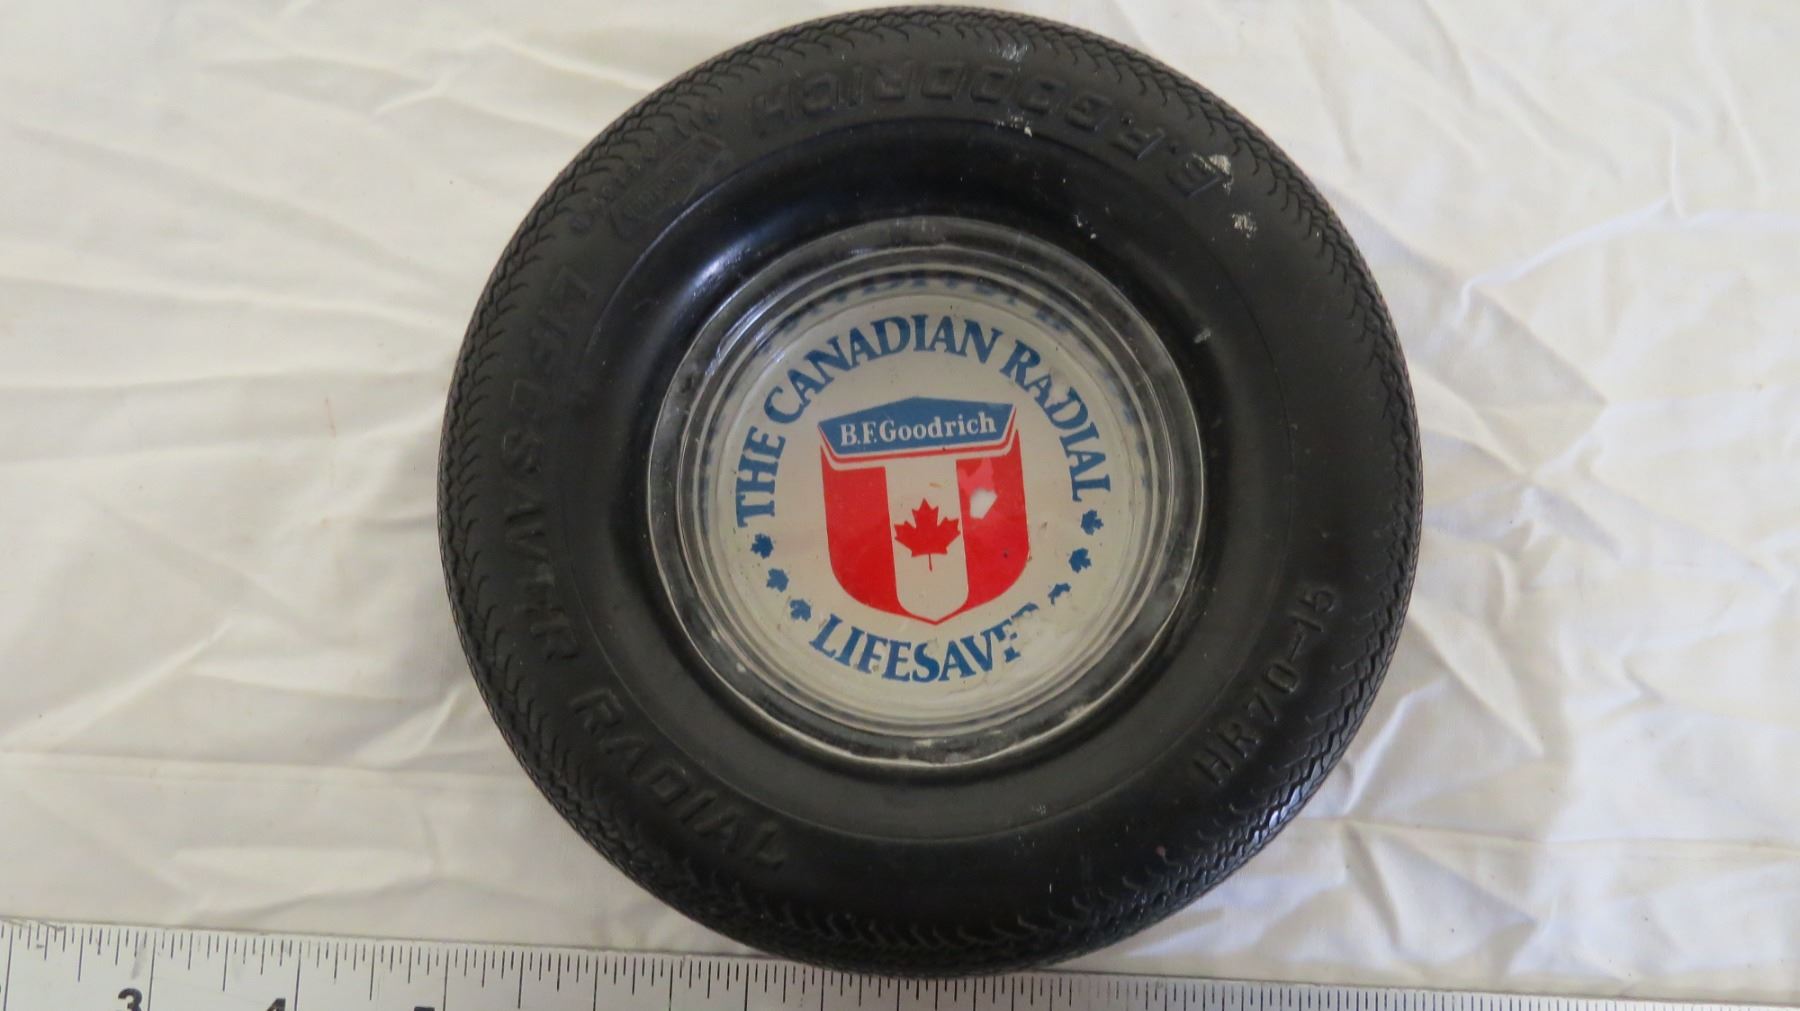 B.F.GOODRICH
LIFESAVER RADIAL
HR70-15
THE CANADIAN RADIAL
B.F.Goodrich
LIFESAVE
3
4